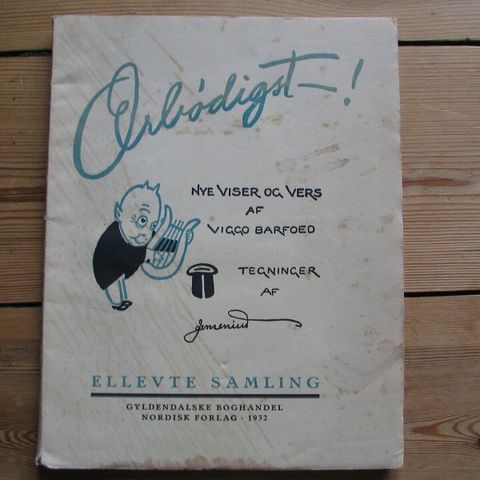 Ærbødigst—!
NYE VISER OG VERS
AF
VIGGO BARFOED
TEGNINGER
AF
Jensenius
ELLEVTE SAMLING
GYLDENDALSKE BOGHANDEL
NORDISK FORLAG · 1932